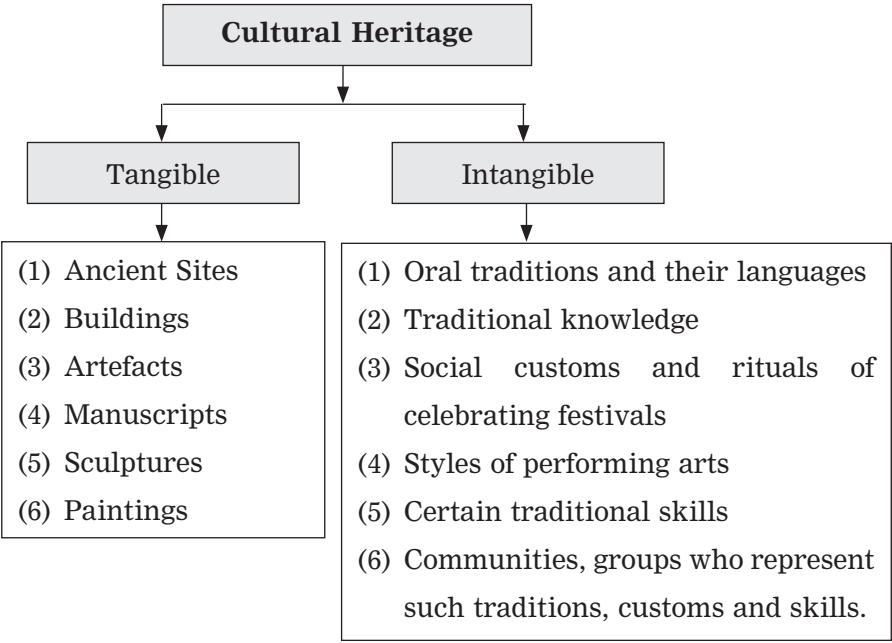 Cultural Heritage
Tangible
Intangible
(1) Ancient Sites
(2) Buildings
(3) Artefacts
(4) Manuscripts
(5) Sculptures
(6) Paintings
(1) Oral traditions and their languages
(2) Traditional knowledge
(3) Social customs and rituals of
celebrating festivals
(4) Styles of performing arts
(5) Certain traditional skills
(6) Communities, groups who represent
such traditions, customs and skills.